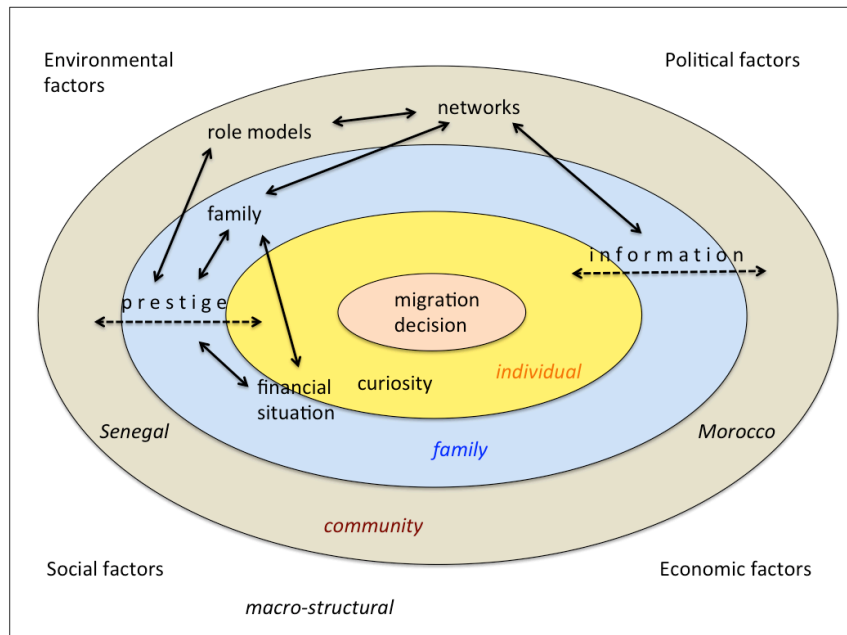 Environmental
factors
Political factors
networks
role models
family
information
prestige
migration
decision
financial
situation
curiosity
individual
Senegal
Morocco
family
community
Social factors
Economic factors
macro-structural